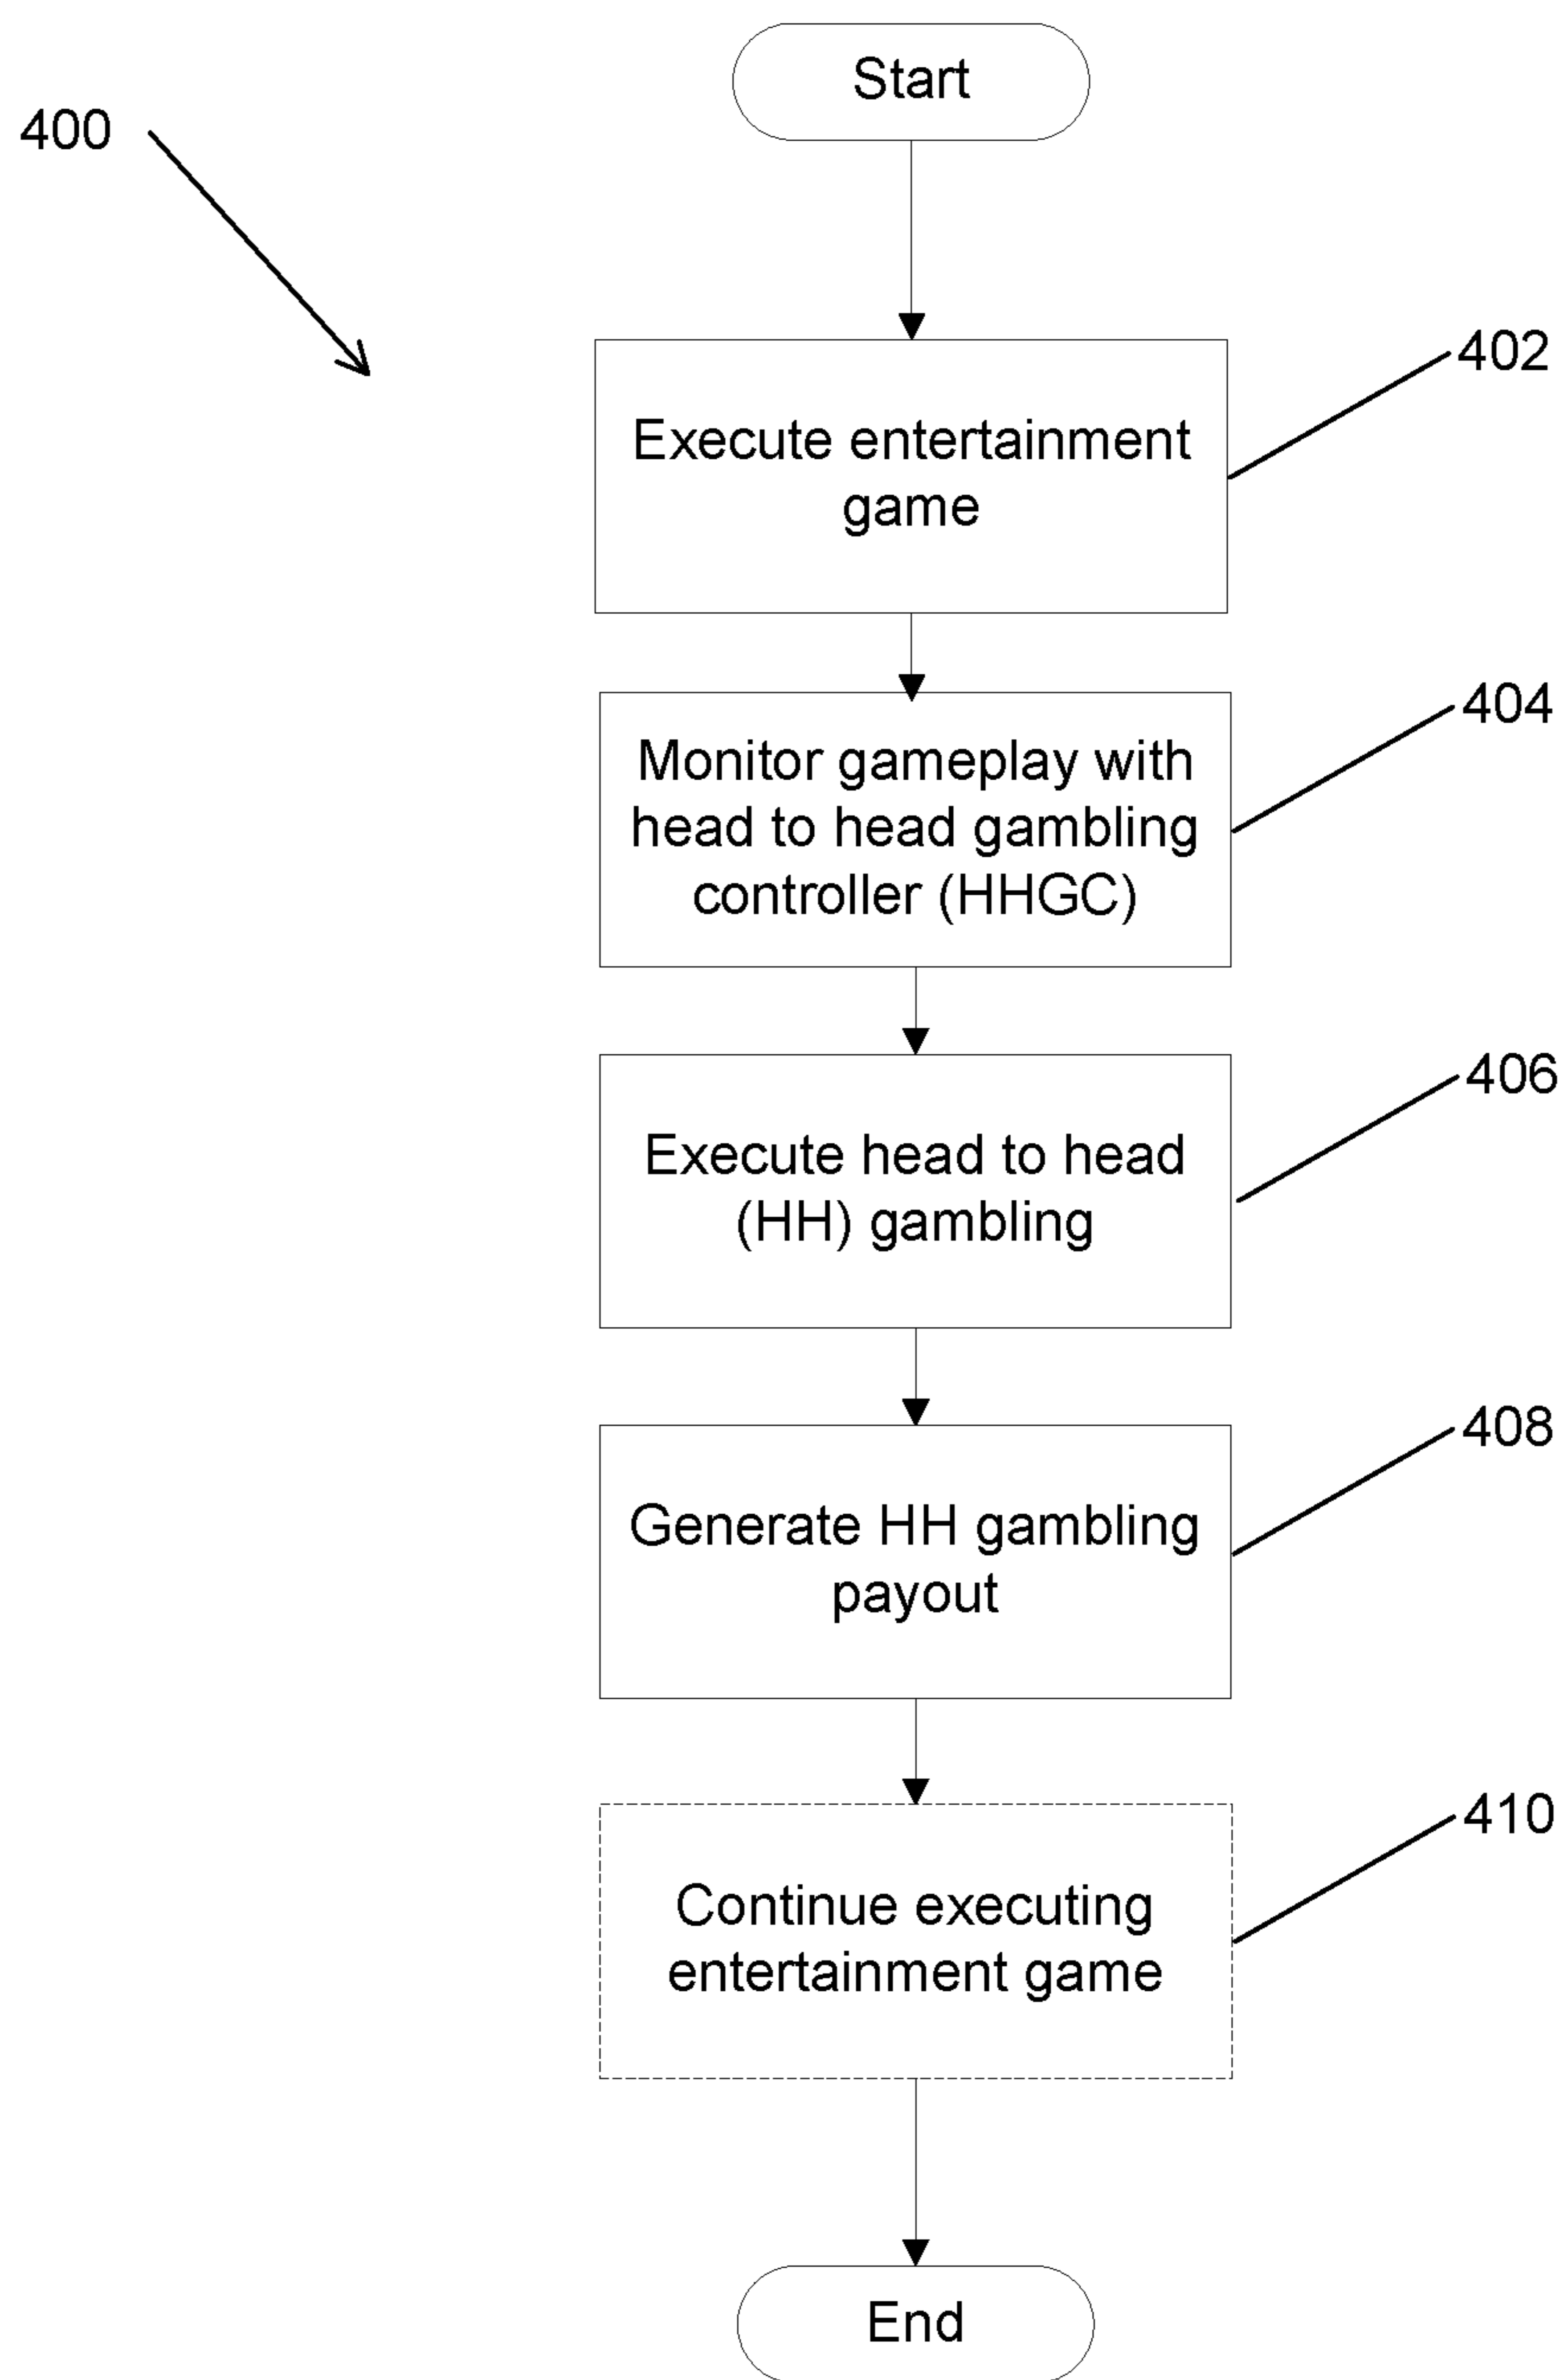 Start
400
402
Execute entertainment
game
404
Monitor gameplay with
head to head gambling
controller (HHGC)
406
Execute head to head
(HH) gambling
408
Generate HH gambling
payout
410
Continue executing
entertainment game
End